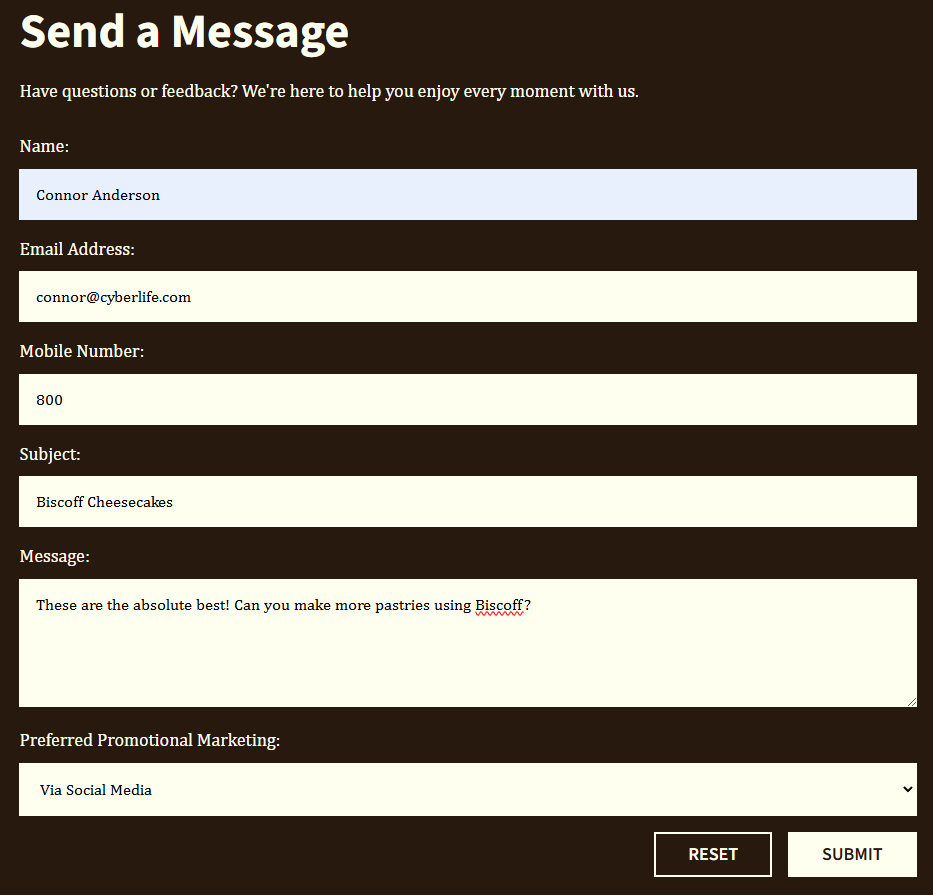 Send a Message
Have questions or feedback? We're here to help you enjoy every moment with us.
Name:
Connor Anderson
Email Address:
connor@cyberlife.com
Mobile Number:
800
Subject:
Biscoff Cheesecakes
Message:
These are the absolute best! Can you make more pastries using Biscoff?
Preferred Promotional Marketing:
Via Social Media
RESET SUBMIT